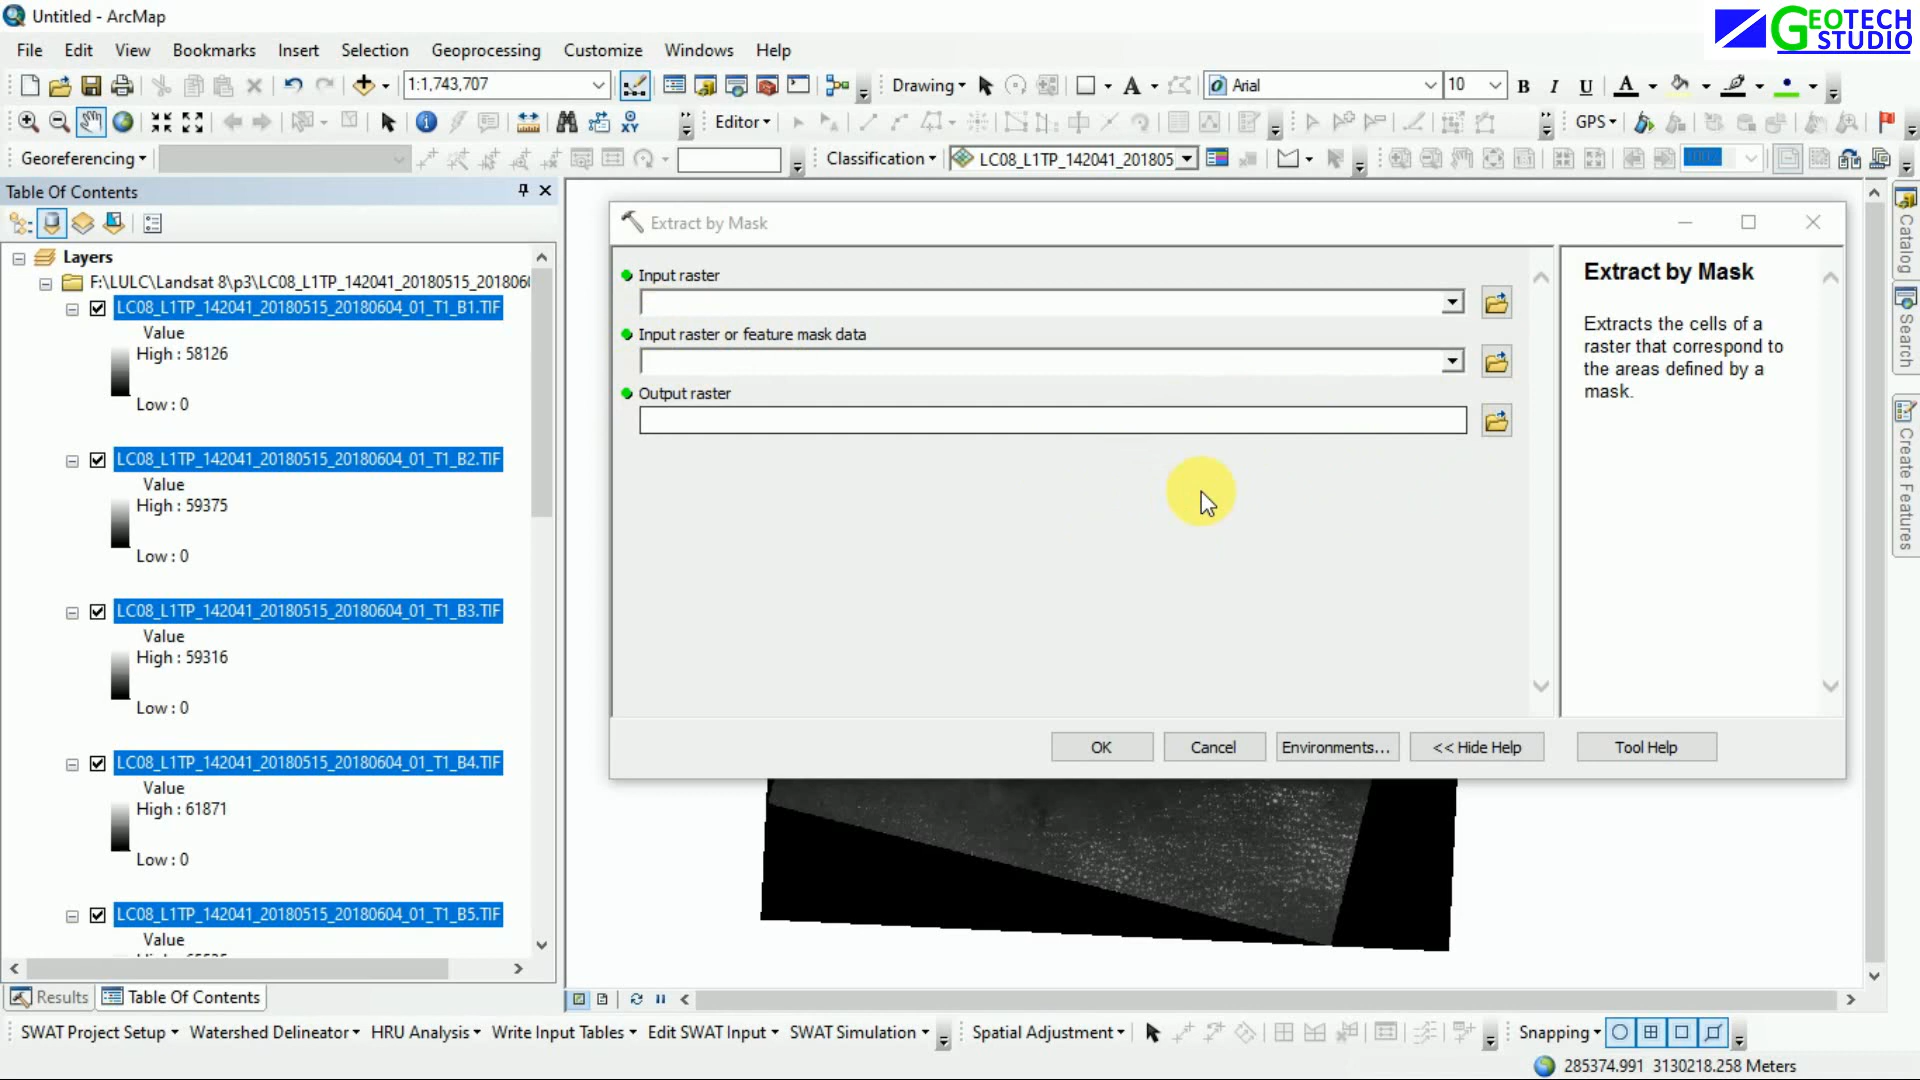 Untitled - ArcMap
GEOTECH
STUDIO
File Edit View Bookmarks Insert Selection Geoprocessing Customize Windows Help
1:1,743,707 Drawing Arial 10 B I U A
XY Editor GPS
Georeferencing Classification LC08_L1TP_142041_201805
Table Of Contents
Layers
F:\LULC\Landsat 8\p3\LC08_L1TP_142041_20180515_2018060
LC08_L1TP_142041_20180515_20180604_01_T1_B1.TIF
Value
High : 58126
Low : 0
LC08_L1TP_142041_20180515_20180604_01_T1_B2.TIF
Value
High : 59375
Low : 0
LC08_L1TP_142041_20180515_20180604_01_T1_B3.TIF
Value
High : 59316
Low : 0
LC08_L1TP_142041_20180515_20180604_01_T1_B4.TIF
Value
High : 61871
Low : 0
LC08_L1TP_142041_20180515_20180604_01_T1_B5.TIF
Value
Results Table Of Contents
Extract by Mask
Input raster
Input raster or feature mask data
Output raster
OK Cancel Environments... << Hide Help Tool Help
Extract by Mask
Extracts the cells of a
raster that correspond to
the areas defined by a
mask.
Catalog
Search
Create Features
SWAT Project Setup Watershed Delineator HRU Analysis Write Input Tables Edit SWAT Input SWAT Simulation Spatial Adjustment Snapping
285374.991 3130218.258 Meters